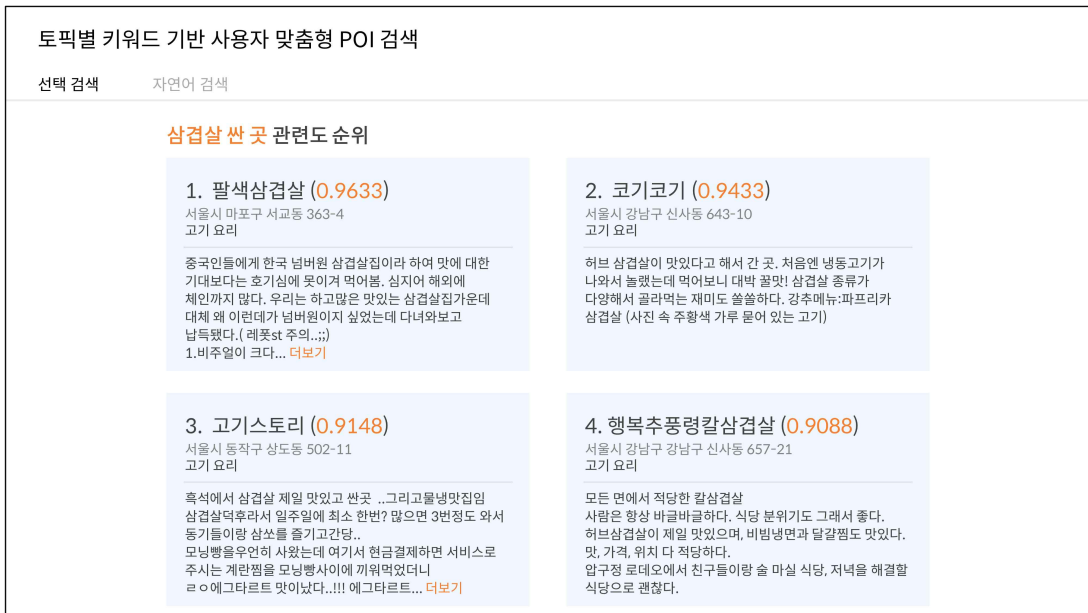 토픽별 키워드 기반 사용자 맞춤형 POI 검색
선택 검색
자연어 검색
삼겹살 싼 곳 관련도 순위
1. 팔색삼겹살 (0.9633)
서울시 마포구 서교동 363-4
고기 요리
중국인들에게 한국 넘버원 삼겹살집이라 하여 맛에 대한
기대보다는 호기심에 못이겨 먹어봄. 심지어 해외에
체인까지 많다. 우리는 하고많은 맛있는 삼겹살집가운데
대체 왜 이런데가 넘버원이지 싶었는데 다녀와보고
납득됐다.( 레폿st 주의..;;)
1.비주얼이 크다... 더보기
2. 코기코기 (0.9433)
서울시 강남구 신사동 643-10
고기 요리
허브 삼겹살이 맛있다고 해서 간 곳. 처음엔 냉동고기가
나와서 놀랬는데 먹어보니 대박 꿀맛! 삼겹살 종류가
다양해서 골라먹는 재미도 쏠쏠하다. 강추메뉴:파프리카
삼겹살 (사진 속 주황색 가루 묻어 있는 고기)
3. 고기스토리 (0.9148)
서울시 동작구 상도동 502-11
고기 요리
흑석에서 삼겹살 제일 맛있고 싼곳 ..그리고물냉맛집임
삼겹살덕후라서 일주일에 최소 한번? 많으면 3번정도 와서
동기들이랑 삼쏘를 즐기고간당..
모닝빵을우언히 사왔는데 여기서 현금결제하면 서비스로
주시는 계란찜을 모닝빵사이에 끼워먹었더니
ㄹㅇ에그타르트 맛이났다..!!! 에그타르트... 더보기
4. 행복추풍령칼삼겹살 (0.9088)
서울시 강남구 강남구 신사동 657-21
고기 요리
모든 면에서 적당한 칼삼겹살
사람은 항상 바글바글하다. 식당 분위기도 그래서 좋다.
허브삼겹살이 제일 맛있으며, 비빔냉면과 달걀찜도 맛있다.
맛, 가격, 위치 다 적당하다.
압구정 로데오에서 친구들이랑 술 마실 식당, 저녁을 해결할
식당으로 괜찮다.